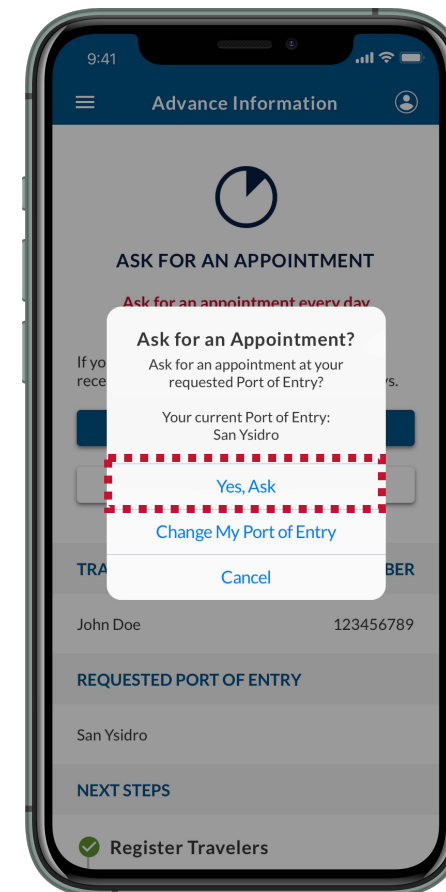 9:41
Advance Information
ASK FOR AN APPOINTMENT
Ask for an appointment every day
Ask for an Appointment?
If yo
Ask for an appointment at your
rece
requested Port of Entry?
Your current Port of Entry:
San Ysidro
Yes, Ask
Change My Port of Entry
Cancel
John Doe 123456789
REQUESTED PORT OF ENTRY
San Ysidro
NEXT STEPS
Register Travelers